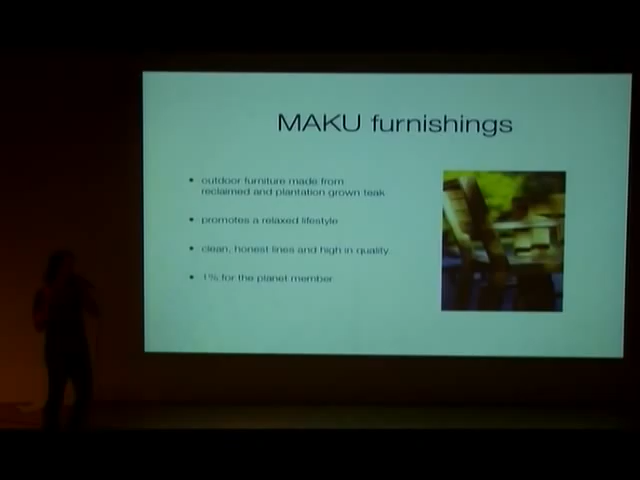 MAKU furnishings
• outdoor furniture made from
reclaimed and plantation grown teak
• promotes a relaxed lifestyle
• clean, honest lines and high in quality
• 1% for the planet member